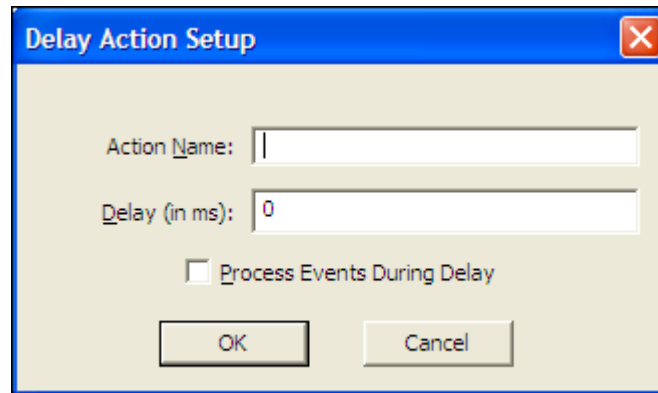 Delay Action Setup
Action Name:
Delay (in ms): 0
Process Events During Delay
OK Cancel